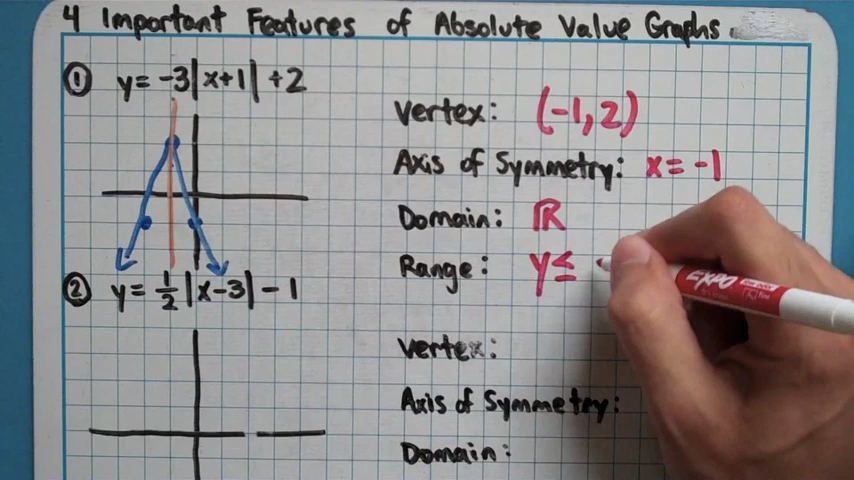 4 Important Features of Absolute Value Graphs
① y = -3|x+1| +2
Vertex: (-1, 2)
Axis of Symmetry: x = -1
Domain: ℝ
Range: y ≤
② y = 1/2 |x-3| - 1
Vertex:
Axis of Symmetry:
Domain:
EXPO